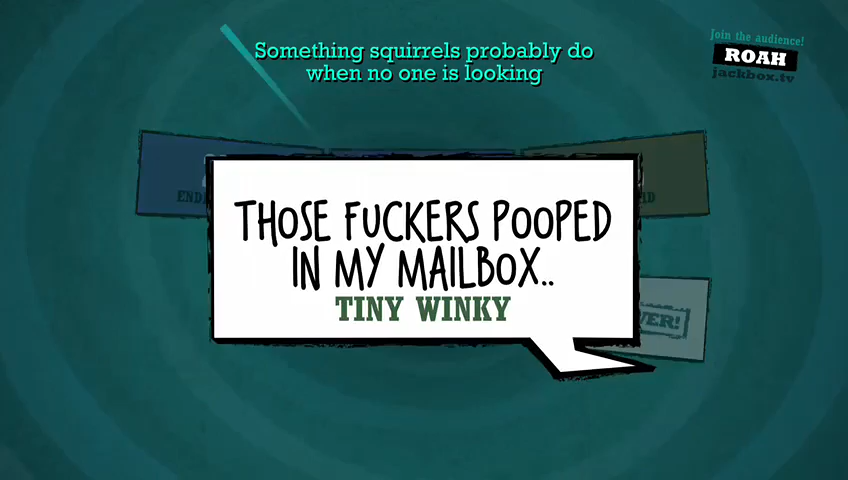 Something squirrels probably do
when no one is looking
Join the audience!
ROAH
jackbox.tv
THOSE FUCKERS POOPED
IN MY MAILBOX..
TINY WINKY